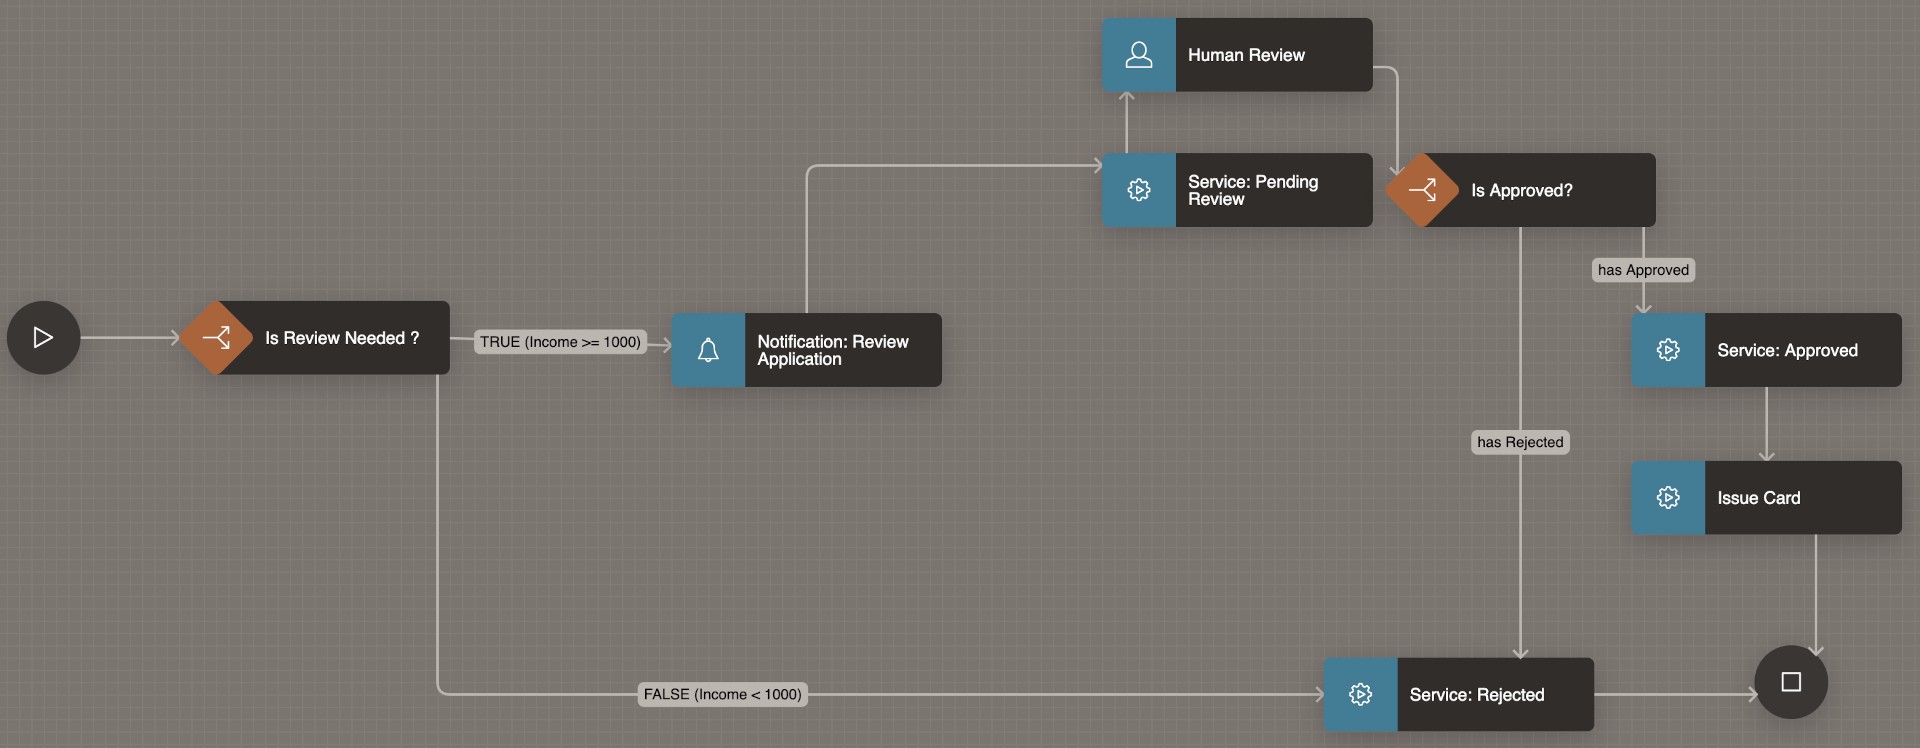 Human Review
Service: Pending
Review
Is Approved?
has Approved
Is Review Needed ?
TRUE (Income >= 1000)
Notification: Review
Application
Service: Approved
has Rejected
Issue Card
FALSE (Income < 1000)
Service: Rejected